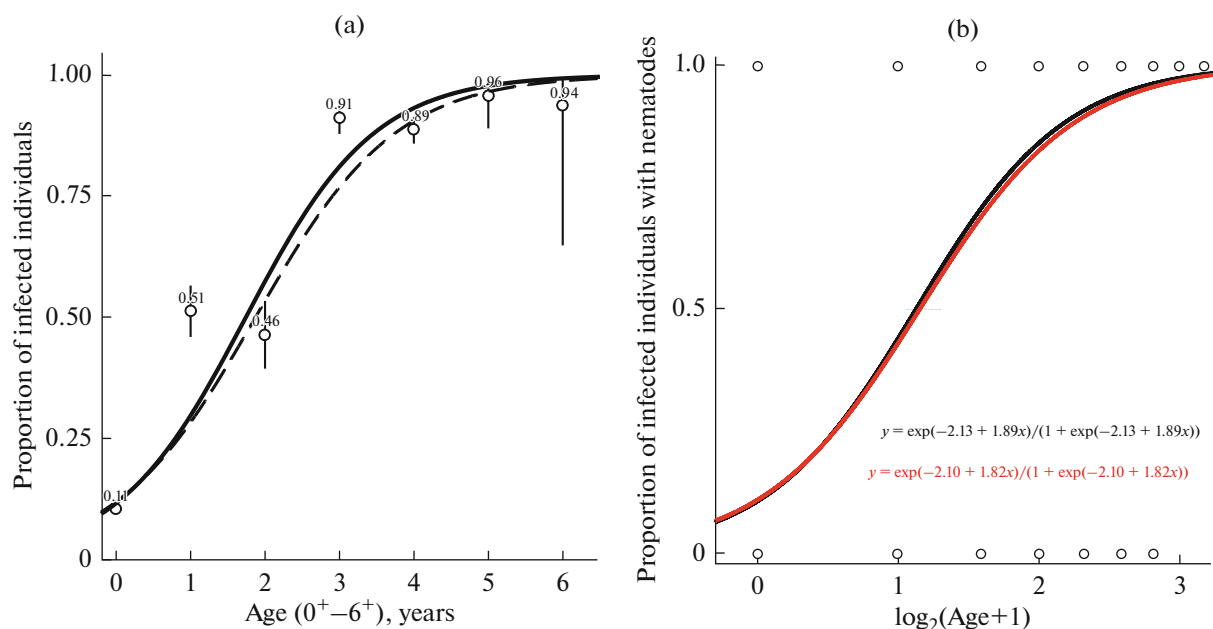 (a)
Proportion of infected individuals
1.00
0.75
0.50
0.25
0
0.11
0.51
0.46
0.91
0.89
0.96
0.94
0 1 2 3 4 5 6
Age (0⁺–6⁺), years
(b)
Proportion of infected individuals with nematodes
1.0
0.5
0
y = exp(−2.13 + 1.89x)/(1 + exp(−2.13 + 1.89x))
y = exp(−2.10 + 1.82x)/(1 + exp(−2.10 + 1.82x))
0 1 2 3
log₂(Age+1)